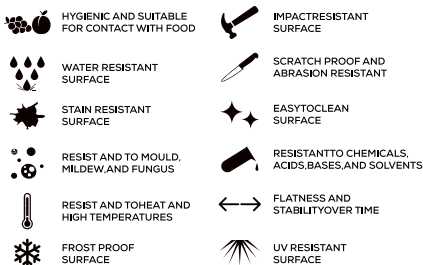 HYGIENIC AND SUITABLE
FOR CONTACT WITH FOOD
WATER RESISTANT
SURFACE
STAIN RESISTANT
SURFACE
RESIST AND TO MOULD,
MILDEW,AND FUNGUS
RESIST AND TOHEAT AND
HIGH TEMPERATURES
FROST PROOF
SURFACE
IMPACTRESISTANT
SURFACE
SCRATCH PROOF AND
ABRASION RESISTANT
EASYTOCLEAN
SURFACE
RESISTANTTO CHEMICALS,
ACIDS,BASES,AND SOLVENTS
FLATNESS AND
STABILITYOVER TIME
UV RESISTANT
SURFACE